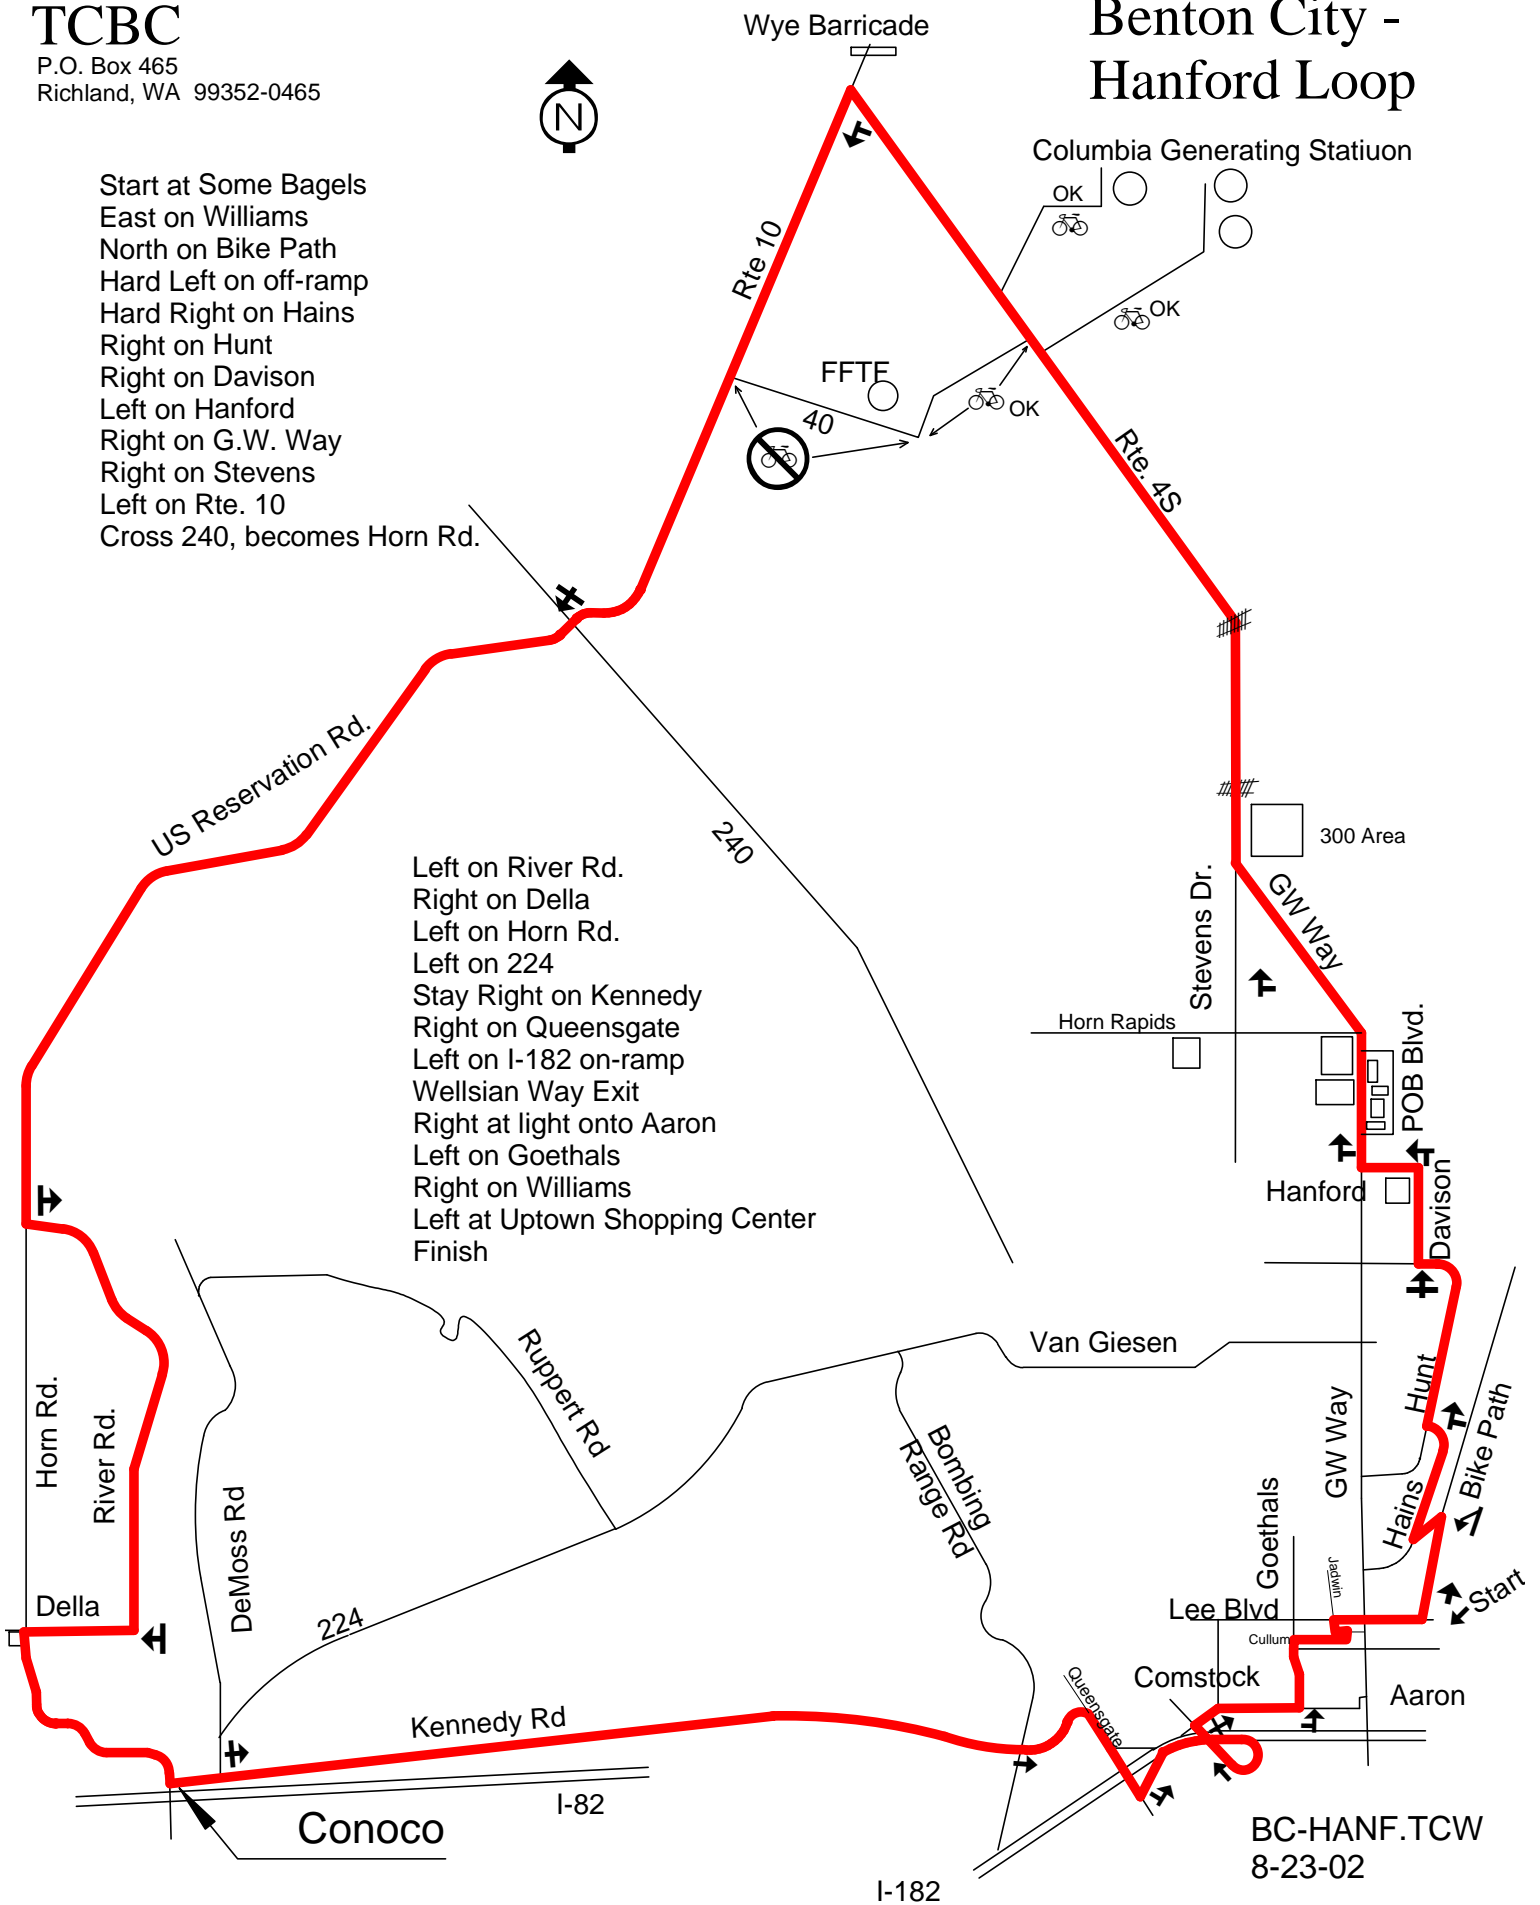 TCBC
P.O. Box 465
Richland, WA  99352-0465
Wye Barricade
Benton City -
Hanford Loop
N
Columbia Generating Statiuon
OK
OK
OK
Start at Some Bagels
East on Williams
North on Bike Path
Hard Left on off-ramp
Hard Right on Hains
Right on Hunt
Right on Davison
Left on Hanford
Right on G.W. Way
Right on Stevens
Left on Rte. 10
Cross 240, becomes Horn Rd.
Rte 10
FFTF
40
Rte. 4S
US Reservation Rd.
240
300 Area
Stevens Dr.
GW Way
Left on River Rd.
Right on Della
Left on Horn Rd.
Left on 224
Stay Right on Kennedy
Right on Queensgate
Left on I-182 on-ramp
Wellsian Way Exit
Right at light onto Aaron
Left on Goethals
Right on Williams
Left at Uptown Shopping Center
Finish
Horn Rapids
POB Blvd.
Hanford
Davison
Van Giesen
Ruppert Rd
Horn Rd.
River Rd.
DeMoss Rd
Bombing
Range Rd
GW Way
Hunt
Bike Path
Hains
Goethals
Jadwin
Start
Della
224
Lee Blvd
Cullum
Comstock
Queensgate
Aaron
Kennedy Rd
I-82
Conoco
I-182
BC-HANF.TCW
8-23-02